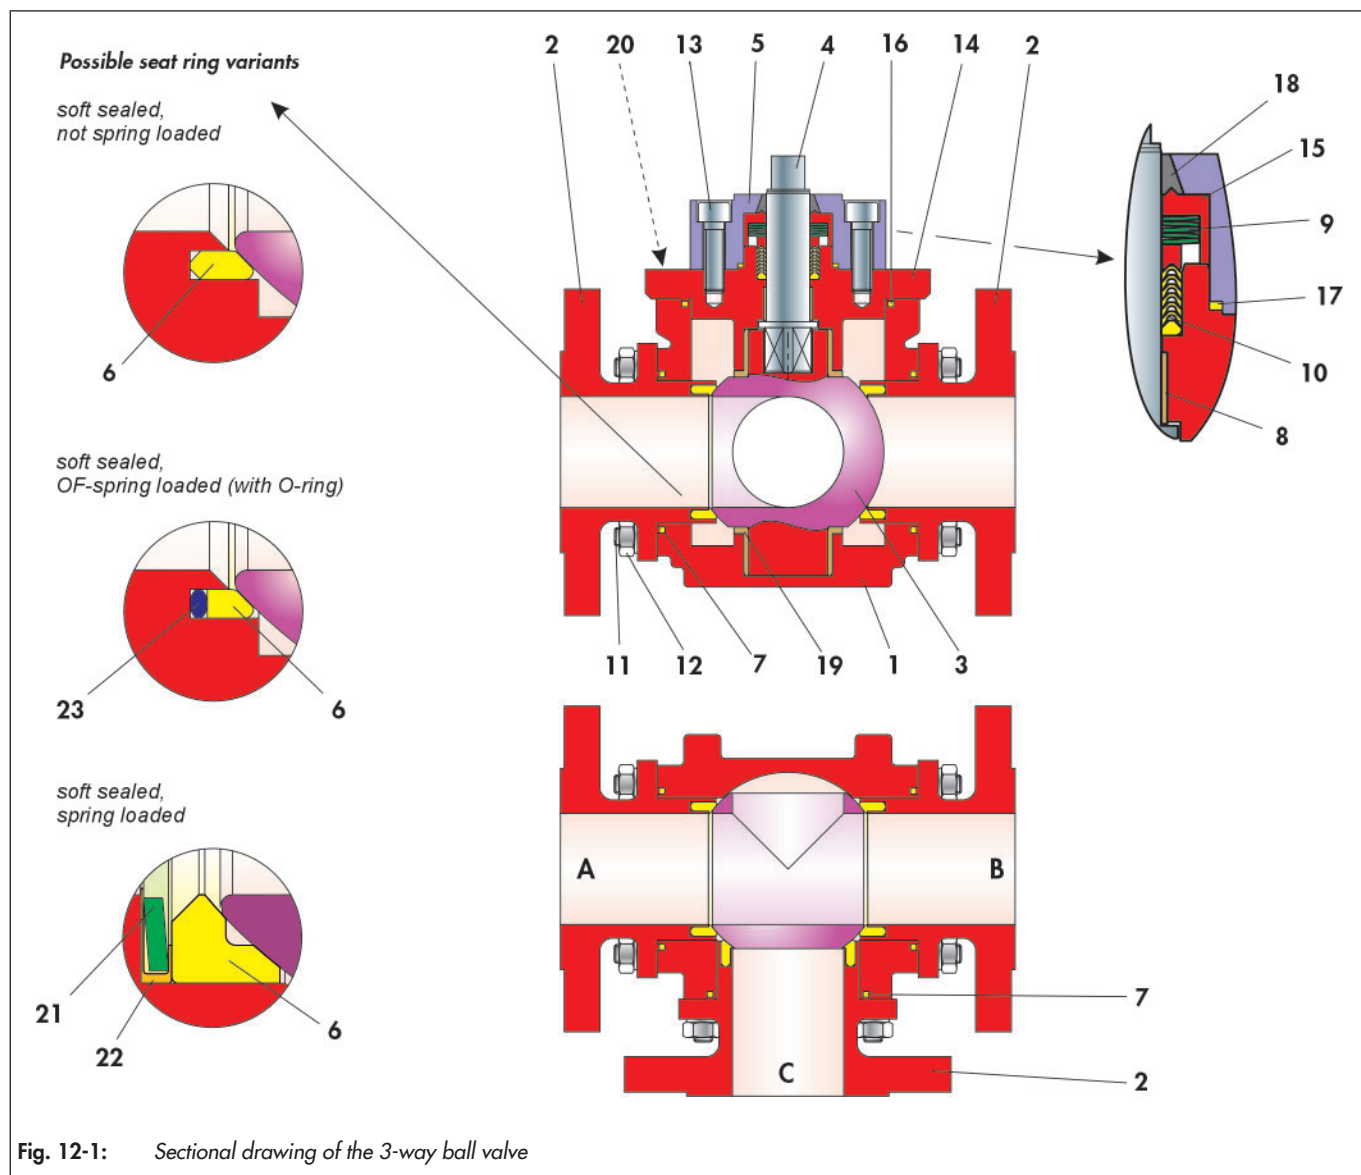 Possible seat ring variants
soft sealed,
not spring loaded
6
soft sealed,
OF-spring loaded (with O-ring)
23
6
soft sealed,
spring loaded
21
22
6
2
20
13
5
4
16
14
2
18
15
9
17
10
8
11
12
7
19
1
3
A
B
C
7
2
Fig. 12-1: Sectional drawing of the 3-way ball valve